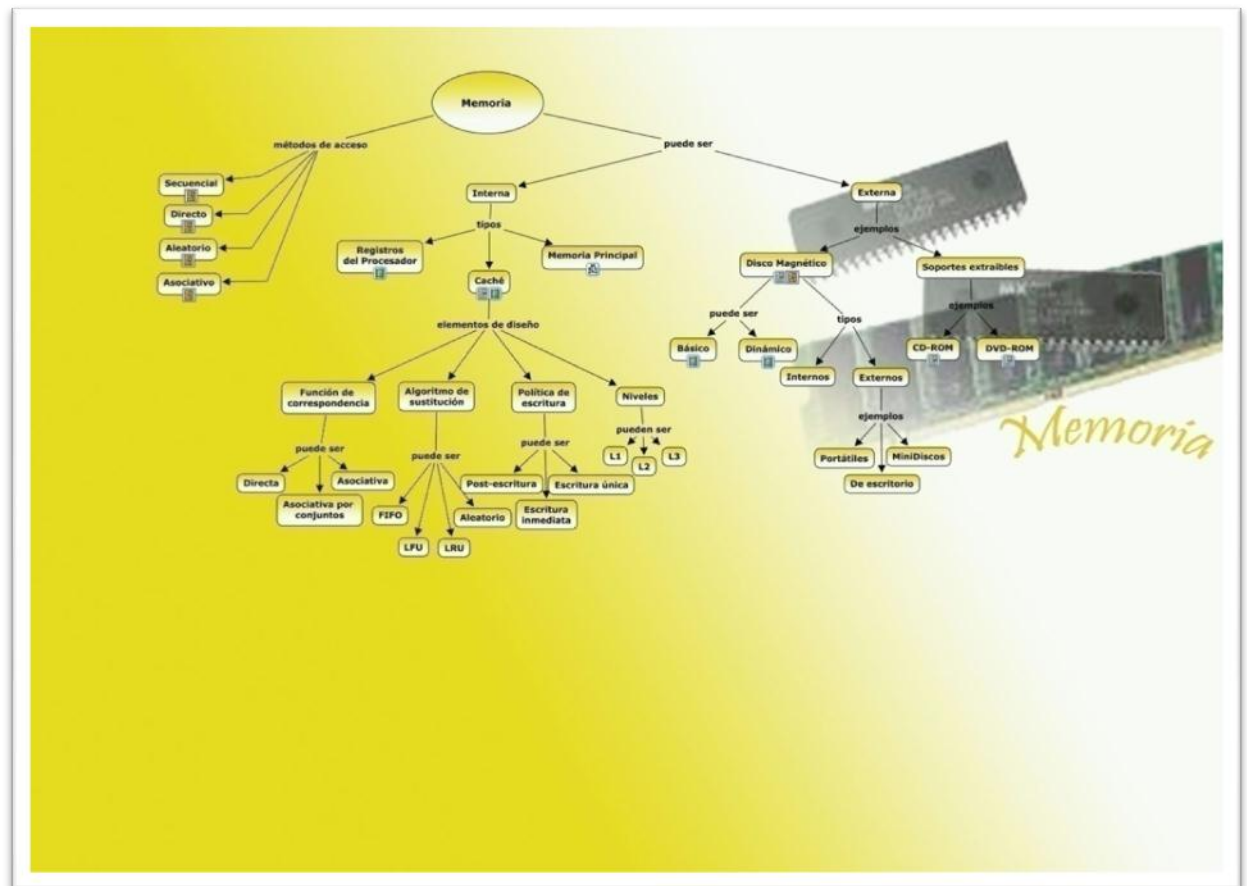 Memoria
métodos de acceso
puede ser
Secuencial
Directo
Aleatorio
Asociativo
Interna
Externa
tipos
ejemplos
Registros
del Procesador
Caché
Memoria Principal
Disco Magnético
Soportes extraíbles
elementos de diseño
puede ser
tipos
ejemplos
Básico
Dinámico
Internos
Externos
CD-ROM
DVD-ROM
Función de
correspondencia
Algoritmo de
sustitución
Política de
escritura
Niveles
ejemplos
Portátiles
De escritorio
MiniDiscos
puede ser
puede ser
puede ser
pueden ser
Directa
Asociativa por
conjuntos
Asociativa
FIFO
LFU
LRU
Aleatorio
Post-escritura
Escritura
inmediata
Escritura única
L1
L2
L3
Memoria